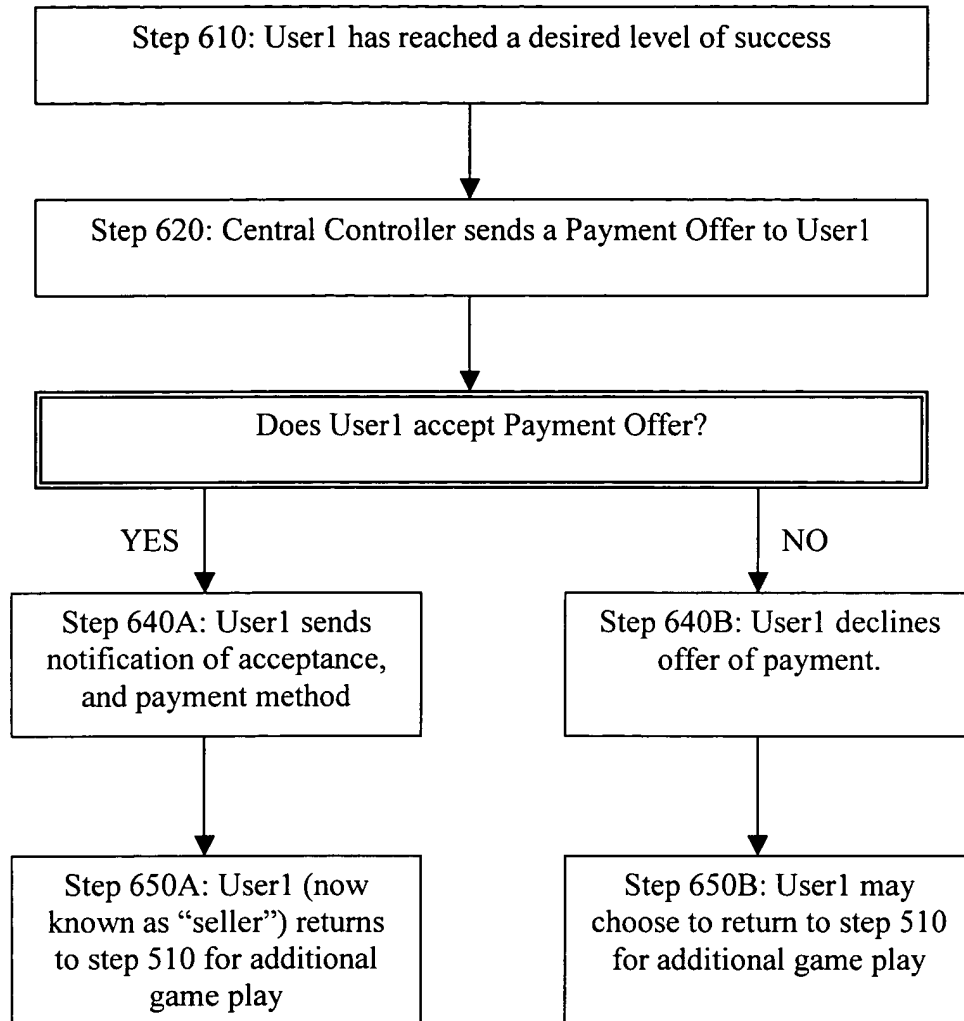 Step 610: User1 has reached a desired level of success
Step 620: Central Controller sends a Payment Offer to User1
Does User1 accept Payment Offer?
YES
NO
Step 640A: User1 sends
notification of acceptance,
and payment method
Step 640B: User1 declines
offer of payment.
Step 650A: User1 (now
known as “seller”) returns
to step 510 for additional
game play
Step 650B: User1 may
choose to return to step 510
for additional game play